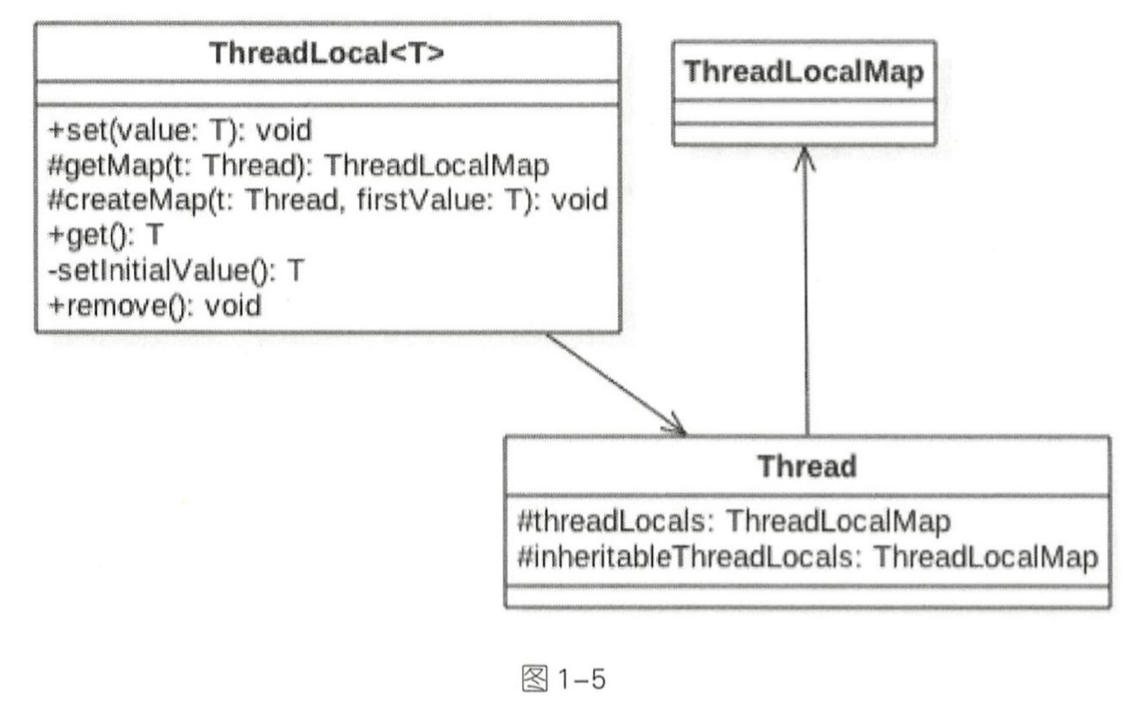 ThreadLocal<T>
+set(value: T): void
#getMap(t: Thread): ThreadLocalMap
#createMap(t: Thread, firstValue: T): void
+get(): T
-setInitialValue(): T
+remove(): void
ThreadLocalMap
Thread
#threadLocals: ThreadLocalMap
#inheritableThreadLocals: ThreadLocalMap
图 1-5